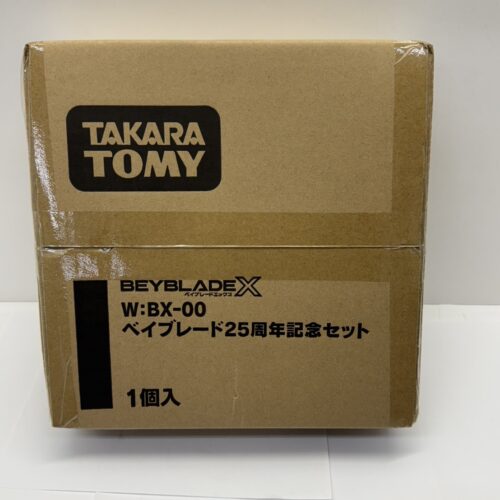 TAKARA
TOMY
BEYBLADE X
ベイブレードエックス
W:BX-00
ベイブレード25周年記念セット
1個入